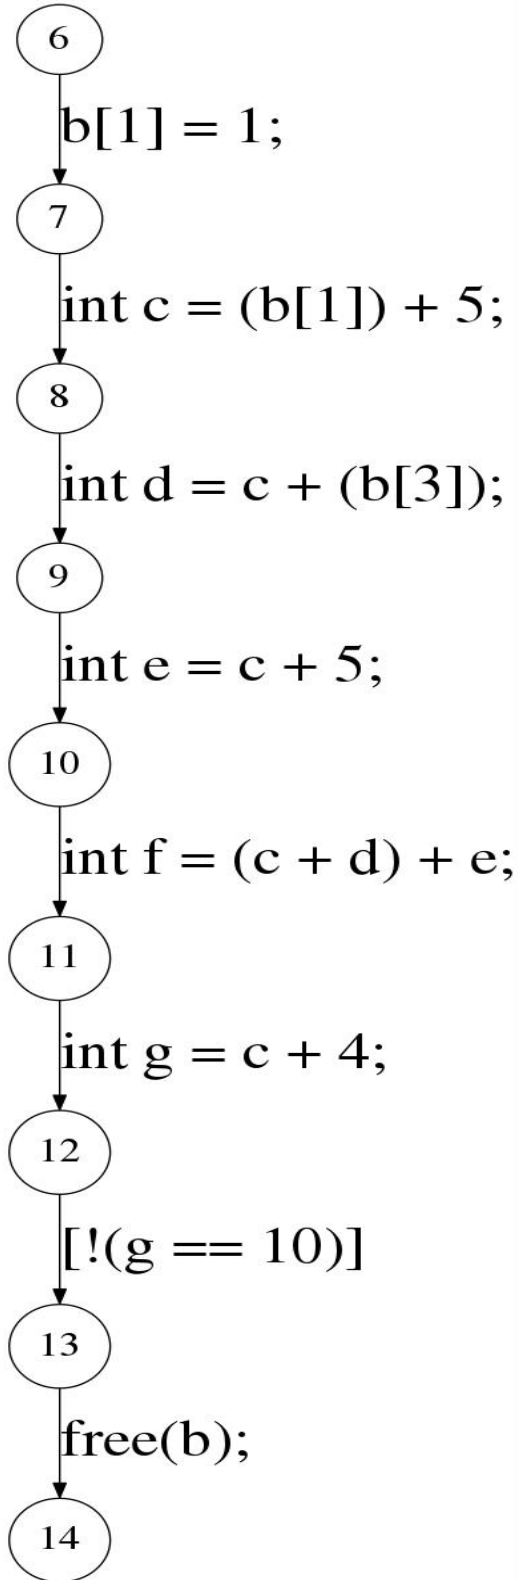 6
b[1] = 1;
7
int c = (b[1]) + 5;
8
int d = c + (b[3]);
9
int e = c + 5;
10
int f = (c + d) + e;
11
int g = c + 4;
12
[!(g == 10)]
13
free(b);
14